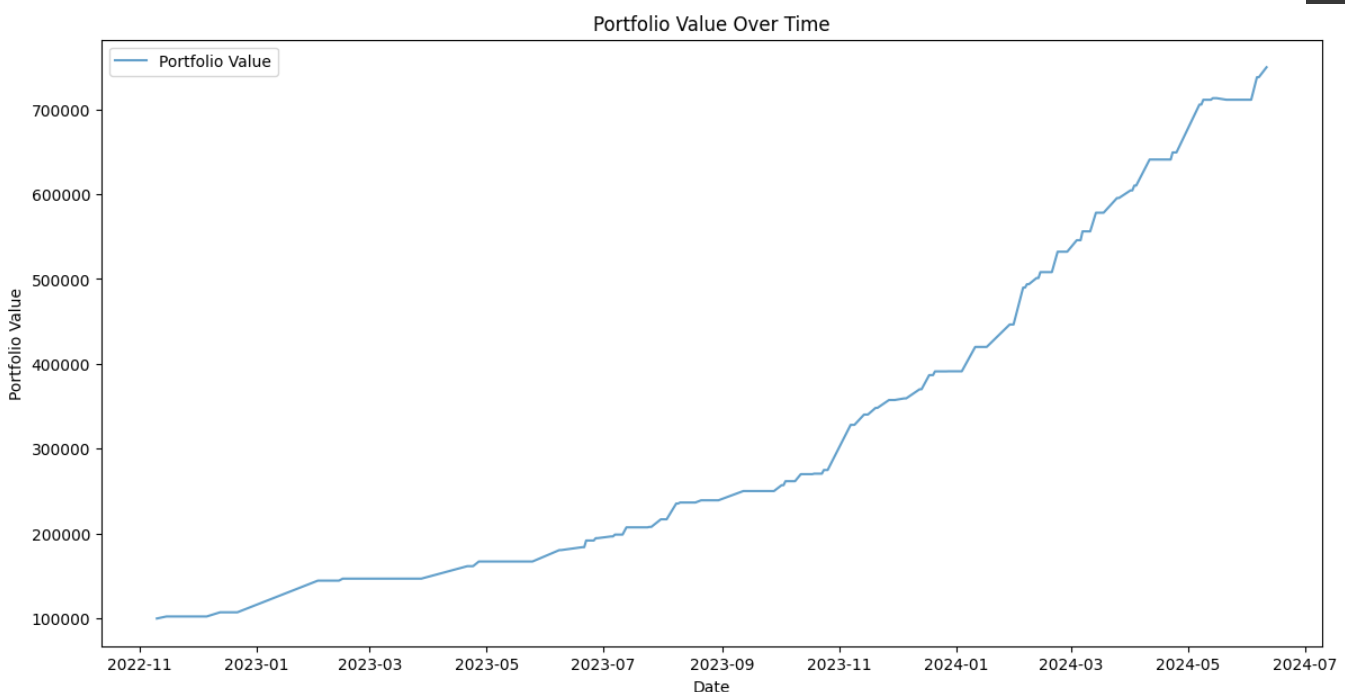 Portfolio Value Over Time
Portfolio Value
700000
600000
500000
400000
300000
200000
100000
Portfolio Value
2022-11 2023-01 2023-03 2023-05 2023-07 2023-09 2023-11 2024-01 2024-03 2024-05 2024-07
Date